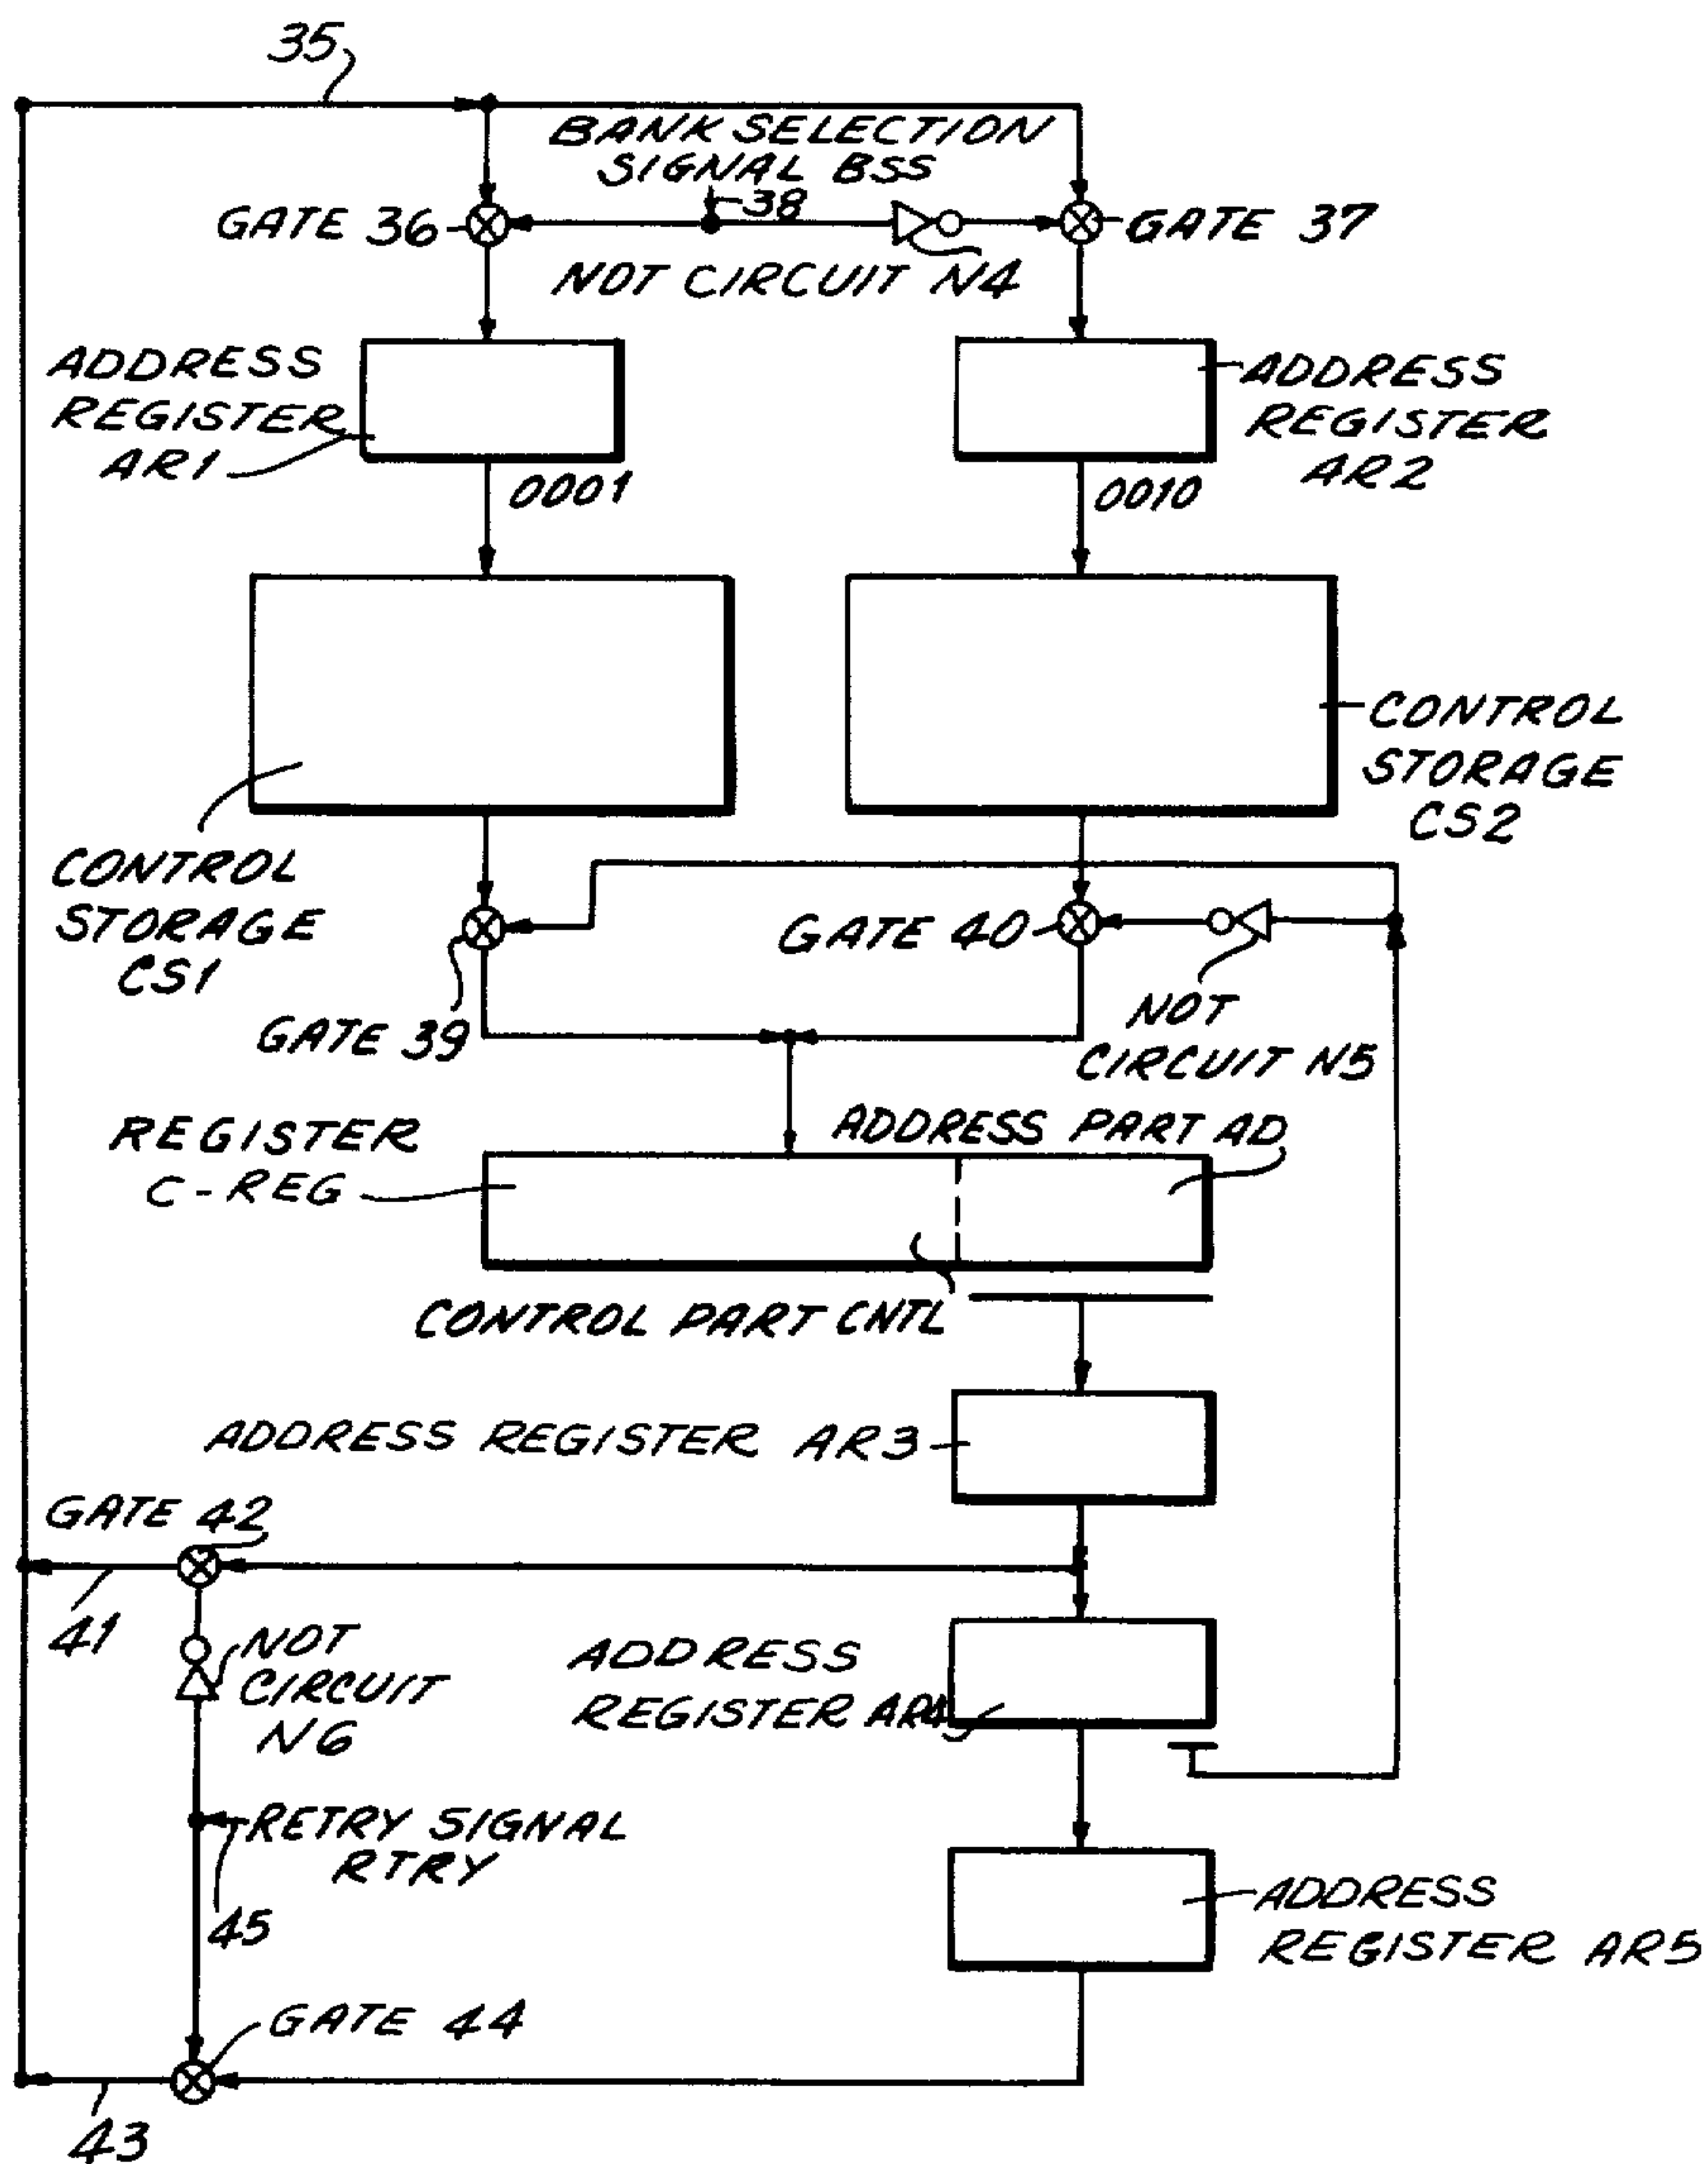 35
BANK SELECTION
SIGNAL BSS
38
GATE 36
GATE 37
NOT CIRCUIT N4
ADDRESS
REGISTER
AR1
ADDRESS
REGISTER
AR2
0001
0010
CONTROL
STORAGE
CS2
CONTROL
STORAGE
CS1
GATE 40
GATE 39
NOT
CIRCUIT N5
REGISTER
C-REG
ADDRESS PART AD
CONTROL PART CNTL
ADDRESS REGISTER AR3
GATE 42
41
NOT
CIRCUIT
N6
ADDRESS
REGISTER AR4
RETRY SIGNAL
RTRY
45
ADDRESS
REGISTER AR5
GATE 44
43